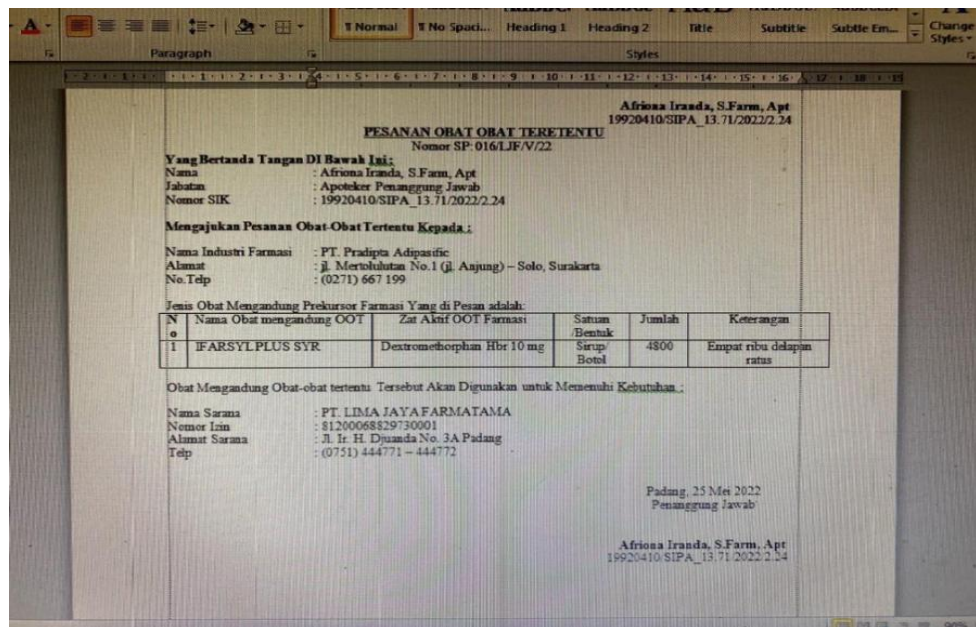 Normal
No Spaci...
Heading 1
Heading 2
Title
Subtitle
Subtle Em...
Change
Styles
Paragraph
Styles
Afriona Iranda, S.Farm, Apt
19920410/SIPA_13.71/2022/2.24
PESANAN OBAT OBAT TERETENTU
Nomor SP: 016/LJF/V/22
Yang Bertanda Tangan DI Bawah Ini :
Nama : Afriona Iranda, S.Farm, Apt
Jabatan : Apoteker Penanggung Jawab
Nomor SIK : 19920410/SIPA_13.71/2022/2.24
Mengajukan Pesanan Obat-Obat Tertentu Kepada :
Nama Industri Farmasi : PT. Pradipta Adipasific
Alamat : jl. Mertolulutan No.1 (jl. Anjung) – Solo, Surakarta
No.Telp : (0271) 667 199
Jenis Obat Mengandung Prekursor Farmasi Yang di Pesan adalah:
No Nama Obat mengandung OOT Zat Aktif OOT Farmasi Satuan /Bentuk Jumlah Keterangan
1 IFARSYL PLUS SYR Dextromethorphan Hbr 10 mg Sirup/ Botol 4800 Empat ribu delapan ratus
Obat Mengandung Obat-obat tertentu Tersebut Akan Digunakan untuk Memenuhi Kebutuhan :
Nama Sarana : PT. LIMA JAYA FARMATAMA
Nomor Izin : 81200068829730001
Alamat Sarana : Jl. Ir. H. Djuanda No. 3A Padang
Telp : (0751) 444771 – 444772
Padang, 25 Mei 2022
Penanggung Jawab
Afriona Iranda, S.Farm, Apt
19920410/SIPA_13.71/2022/2.24